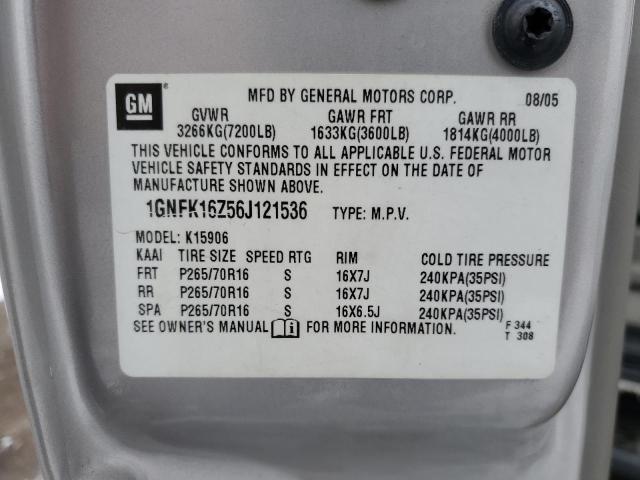 GM
MFD BY GENERAL MOTORS CORP. 08/05
GVWR GAWR FRT GAWR RR
3266KG(7200LB) 1633KG(3600LB) 1814KG(4000LB)
THIS VEHICLE CONFORMS TO ALL APPLICABLE U.S. FEDERAL MOTOR
VEHICLE SAFETY STANDARDS IN EFFECT ON THE DATE OF
MANUFACTURE SHOWN ABOVE.
1GNFK16Z56J121536 TYPE: M.P.V.
MODEL: K15906
KAAI TIRE SIZE SPEED RTG RIM COLD TIRE PRESSURE
FRT P265/70R16 S 16X7J 240KPA(35PSI)
RR P265/70R16 S 16X7J 240KPA(35PSI)
SPA P265/70R16 S 16X6.5J 240KPA(35PSI)
SEE OWNER'S MANUAL FOR MORE INFORMATION. F 344
T 308